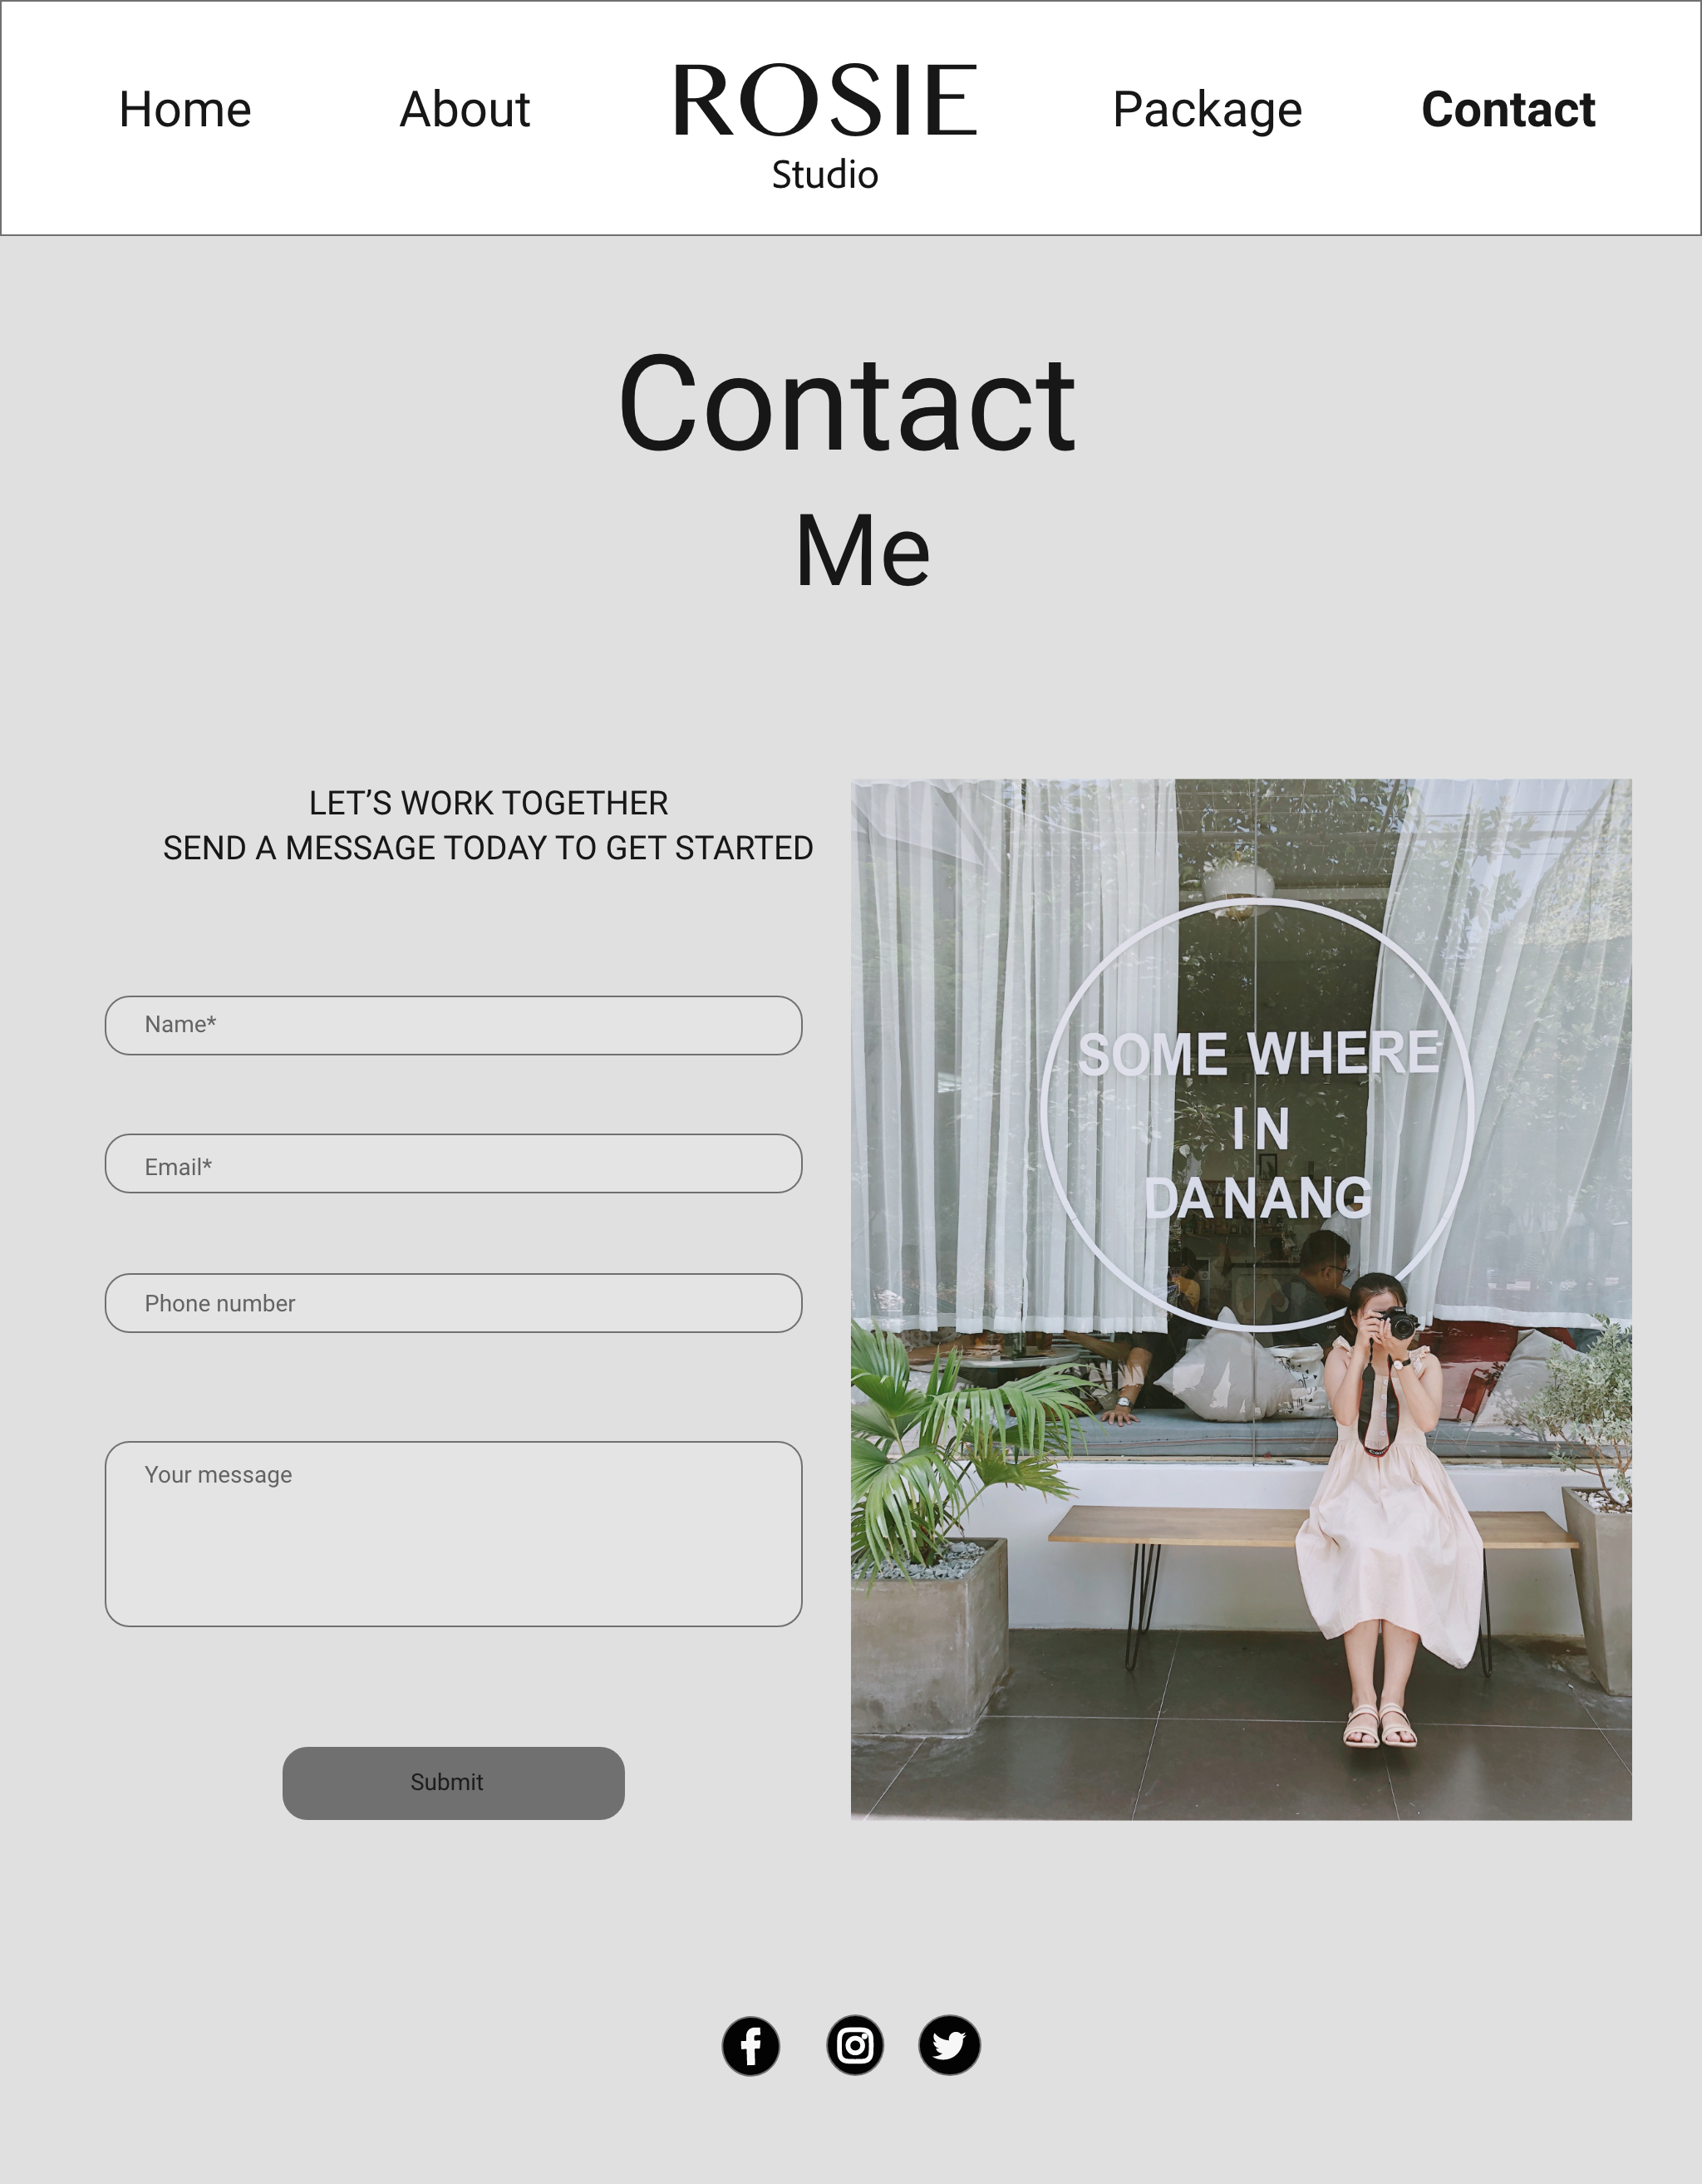 Home About ROSIE Package Contact
Studio
Contact
Me
LET’S WORK TOGETHER
SEND A MESSAGE TODAY TO GET STARTED
Name*
Email*
Phone number
Your message
Submit
SOME WHERE
IN
DANANG